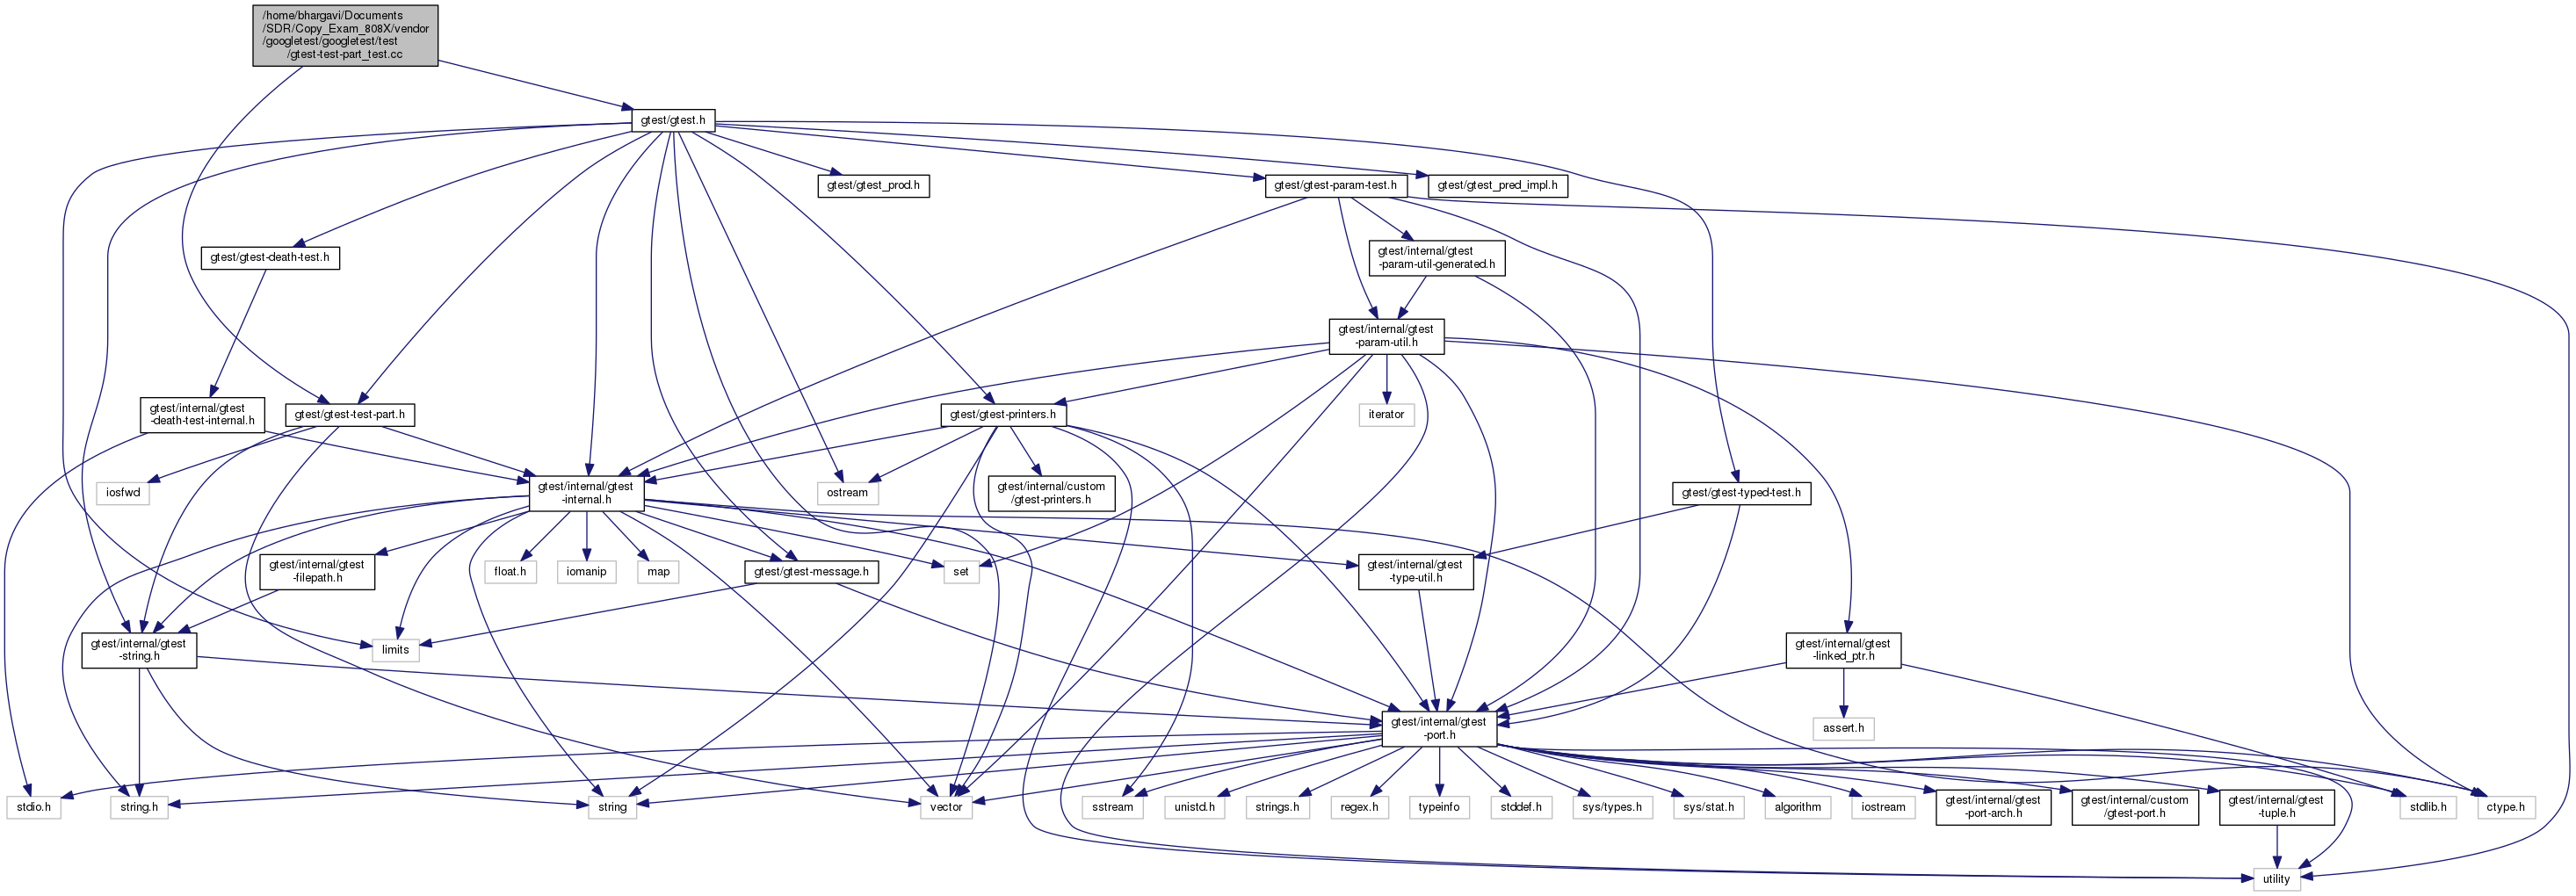 /home/bhargavi/Documents
/SDR/Copy_Exam_808X/vendor
/googletest/googletest/test
/gtest-test-part_test.cc
gtest/gtest.h
gtest/gtest_prod.h
gtest/gtest-param-test.h
gtest/gtest_pred_impl.h
gtest/gtest-death-test.h
gtest/internal/gtest
-param-util-generated.h
gtest/internal/gtest
-param-util.h
gtest/internal/gtest
-death-test-internal.h
gtest/gtest-test-part.h
gtest/gtest-printers.h
iterator
iosfwd
gtest/internal/gtest
-internal.h
ostream
gtest/internal/custom
/gtest-printers.h
gtest/gtest-typed-test.h
gtest/internal/gtest
-filepath.h
float.h
iomanip
map
gtest/gtest-message.h
set
gtest/internal/gtest
-type-util.h
gtest/internal/gtest
-string.h
limits
gtest/internal/gtest
-linked_ptr.h
gtest/internal/gtest
-port.h
assert.h
stdio.h
string.h
string
vector
sstream
unistd.h
strings.h
regex.h
typeinfo
stddef.h
sys/types.h
sys/stat.h
algorithm
iostream
gtest/internal/gtest
-port-arch.h
gtest/internal/custom
/gtest-port.h
gtest/internal/gtest
-tuple.h
stdlib.h
ctype.h
utility